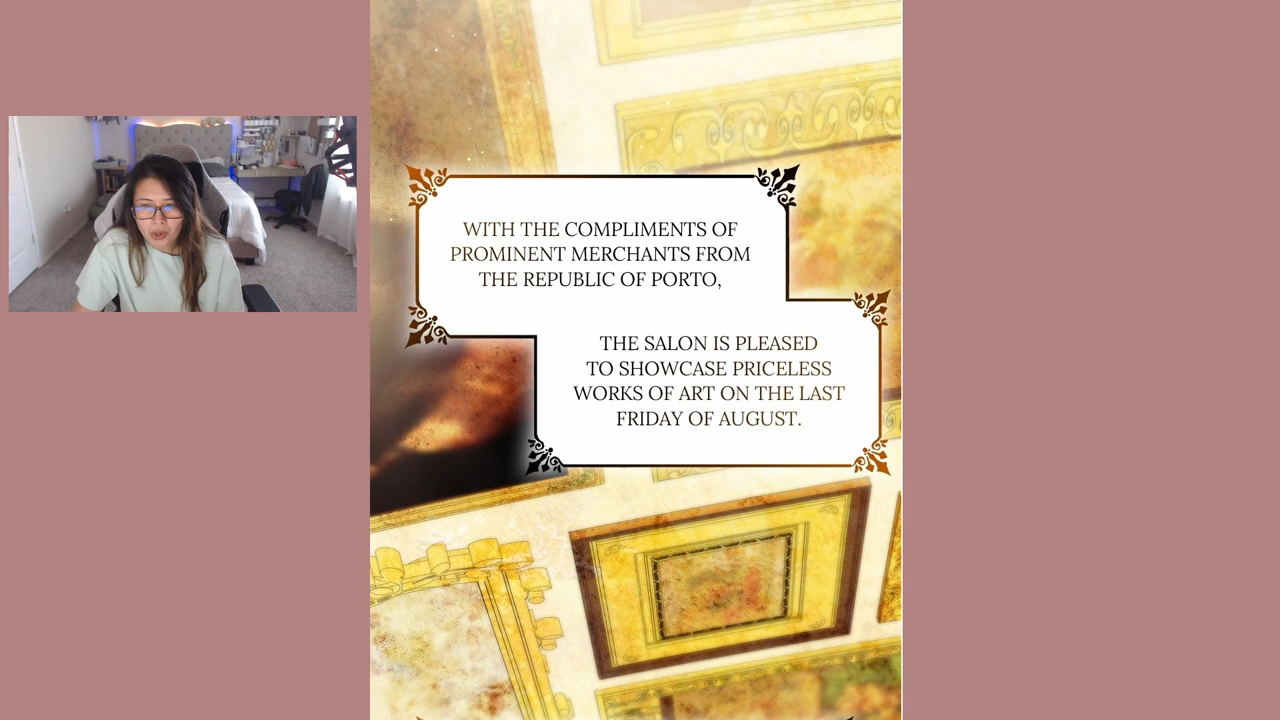 WITH THE COMPLIMENTS OF
PROMINENT MERCHANTS FROM
THE REPUBLIC OF PORTO,
THE SALON IS PLEASED
TO SHOWCASE PRICELESS
WORKS OF ART ON THE LAST
FRIDAY OF AUGUST.